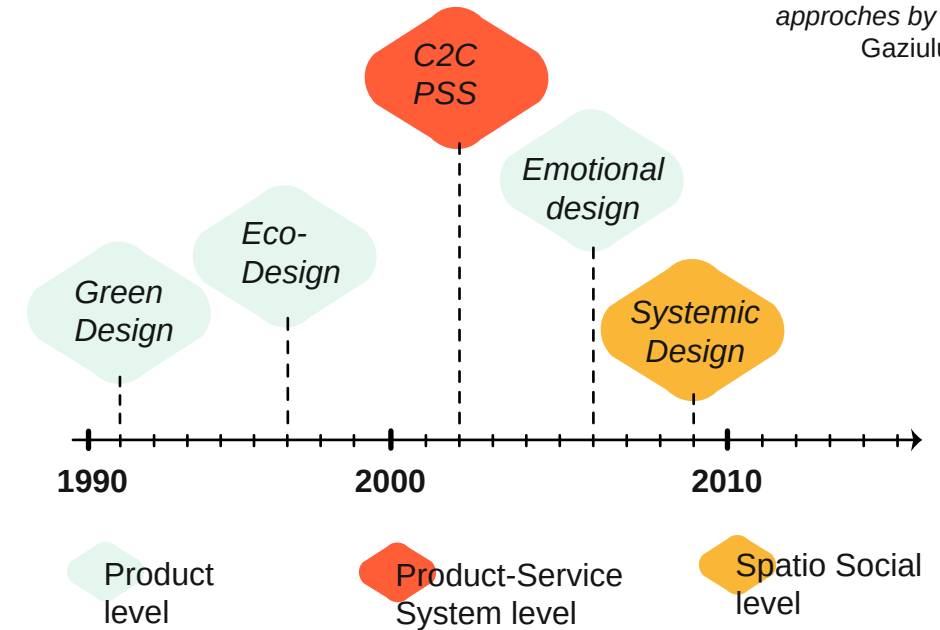 approches by
C2C
PSS
Emotional
design
Eco-
Design
Green
Design
Systemic
Design
1990
2000
2010
Product
level
Product-Service
System level
Spatio Social
level